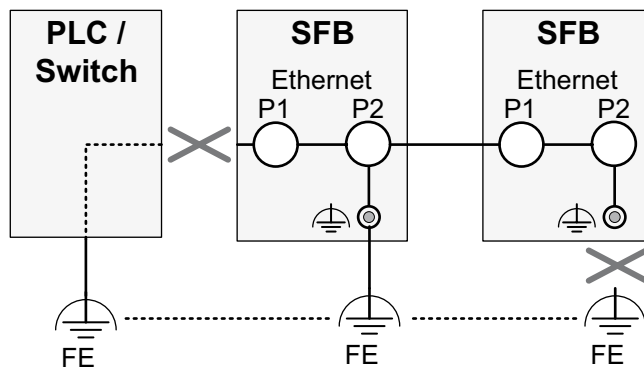 PLC /
Switch
SFB
Ethernet
P1 P2
SFB
Ethernet
P1 P2
FE
FE
FE